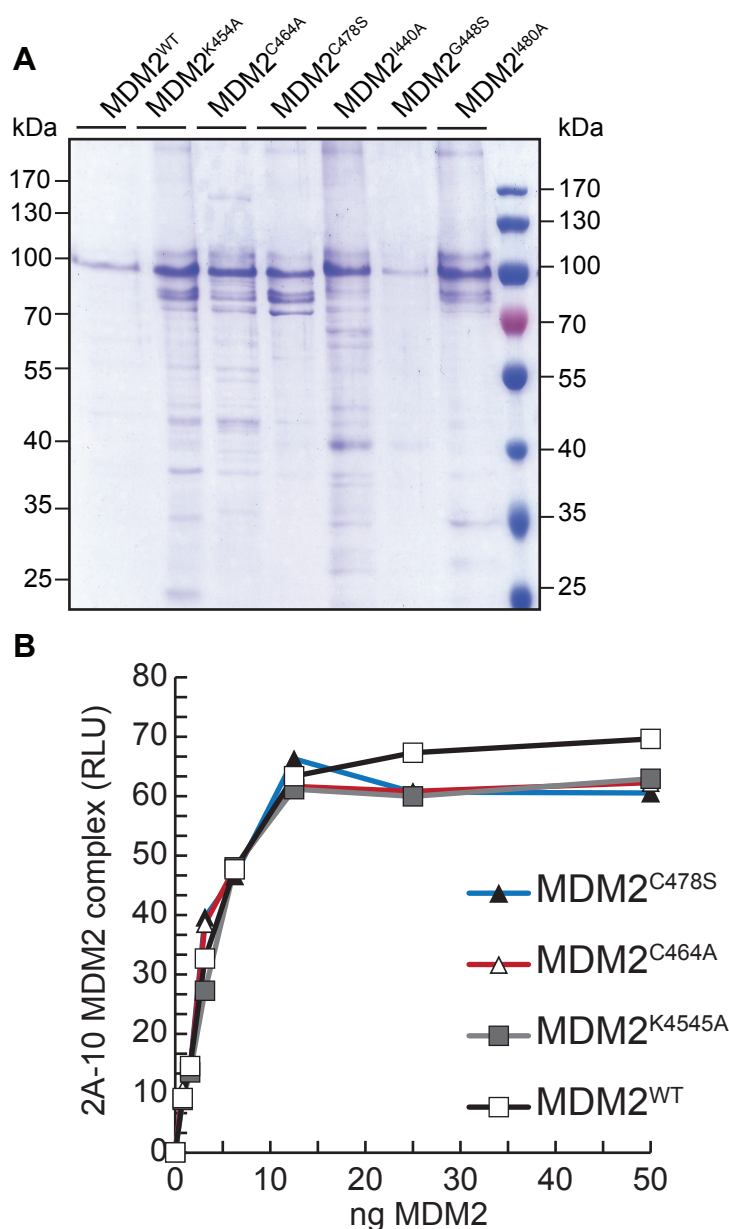 A
MDM2WT
MDM2K454A
MDM2C464A
MDM2C478S
MDM2I440A
MDM2G448S
MDM2I480A
kDa
kDa
170
130
100
70
55
40
35
25
170
130
100
70
55
40
35
25
B
80
70
60
50
40
30
20
10
0
2A-10 MDM2 complex (RLU)
MDM2C478S
MDM2C464A
MDM2K4545A
MDM2WT
0 10 20 30 40 50
ng MDM2